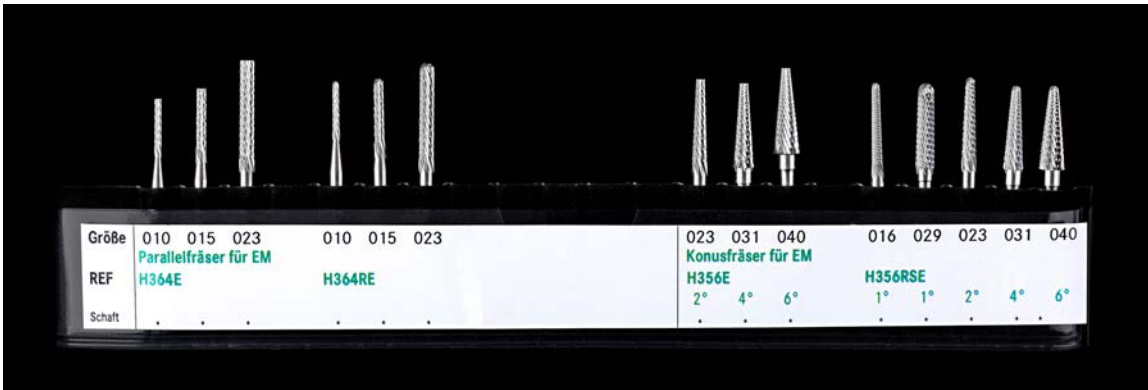 Größe 010 015 023 010 015 023 023 031 040 016 029 023 031 040
Parallelfräser für EM Konusfräser für EM
REF H364E H364RE H356E H356RSE
2° 4° 6° 1° 1° 2° 4° 6°
Schaft . . . . . . . . . . . . . .